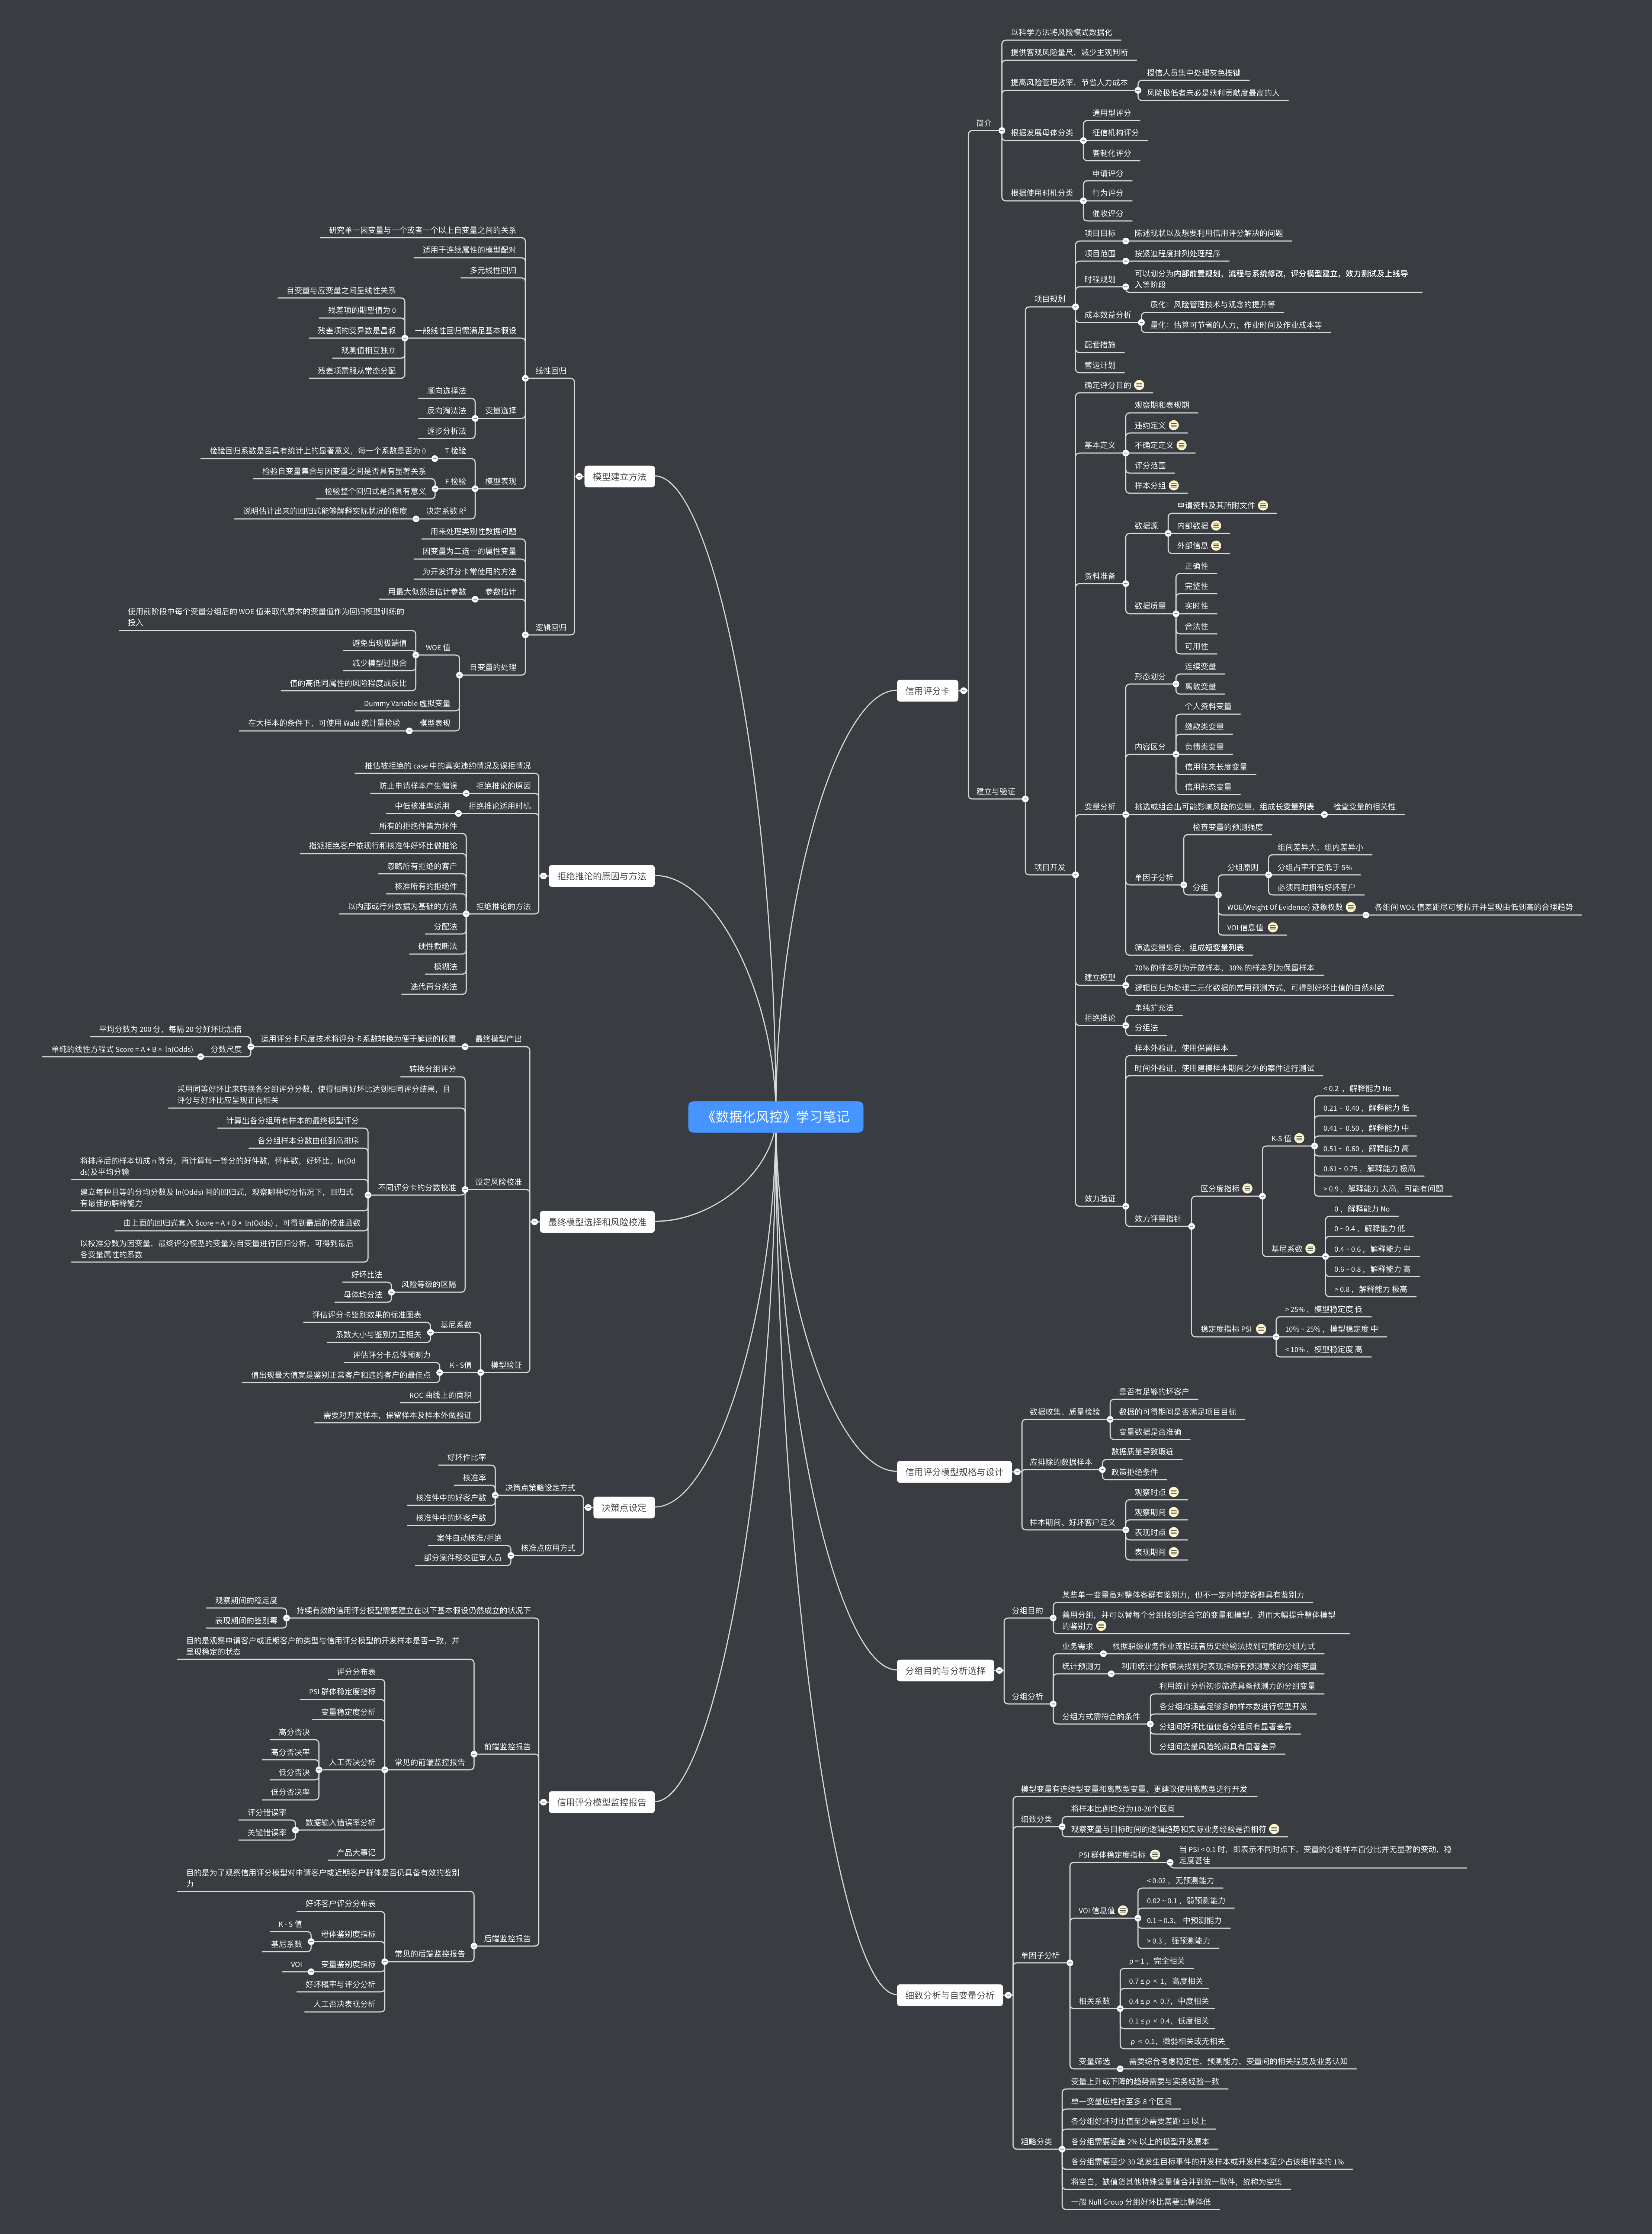 《数据化风控》学习笔记
信用评分卡
简介
以科学方法将风险模式数据化
提供客观风险量尺，减少主观判断
提高风险管理效率，节省人力成本
授信人员集中处理灰色按键
风险极低者未必是获利贡献度最高的人
根据发展母体分类
通用型评分
征信机构评分
客制化评分
根据使用时机分类
申请评分
行为评分
催收评分
建立与验证
项目规划
项目目标
陈述现状以及想要利用信用评分解决的问题
项目范围
按紧迫程度排列处理程序
时程规划
可以划分为内部前置规划，流程与系统修改，评分模型建立，效力测试及上线导
入等阶段
成本效益分析
质化：风险管理技术与观念的提升等
量化：估算可节省的人力，作业时间及作业成本等
配套措施
营运计划
项目开发
确定评分目的
基本定义
观察期和表现期
违约定义
不确定定义
评分范围
样本分组
资料准备
数据源
申请资料及其所附文件
内部数据
外部信息
数据质量
正确性
完整性
实时性
合法性
可用性
变量分析
形态划分
连续变量
离散变量
内容区分
个人资料变量
缴款类变量
负债类变量
信用往来长度变量
信用形态变量
挑选或组合出可能影响风险的变量，组成长变量列表
检查变量的相关性
单因子分析
检查变量的预测强度
分组
分组原则
组间差异大，组内差异小
分组占率不宜低于 5%
必须同时拥有好坏客户
WOE(Weight Of Evidence) 迹象权数
各组间 WOE 值差距尽可能拉开并呈现由低到高的合理趋势
VOI 信息值
筛选变量集合，组成短变量列表
建立模型
70% 的样本列为开放样本，30% 的样本列为保留样本
逻辑回归为处理二元化数据的常用预测方式，可得到好坏比值的自然对数
拒绝推论
单纯扩充法
分组法
效力验证
样本外验证，使用保留样本
时间外验证，使用建模样本期间之外的案件进行测试
效力评量指针
区分度指标
K-S 值
< 0.2 ，解释能力 No
0.21 ~ 0.40 ，解释能力 低
0.41 ~ 0.50 ，解释能力 中
0.51 ~ 0.60 ，解释能力 高
0.61 ~ 0.75 ，解释能力 极高
> 0.9 ，解释能力 太高，可能有问题
基尼系数
0 ，解释能力 No
0 ~ 0.4 ，解释能力 低
0.4 ~ 0.6 ，解释能力 中
0.6 ~ 0.8 ，解释能力 高
> 0.8 ，解释能力 极高
稳定度指标 PSI
> 25% ，模型稳定度 低
10% ~ 25% ，模型稳定度 中
< 10% ，模型稳定度 高
信用评分模型规格与设计
数据收集、质量检验
是否有足够的坏客户
数据的可得期间是否满足项目目标
变量数据是否准确
应排除的数据样本
数据质量导致瑕疵
政策拒绝条件
样本期间、好坏客户定义
观察时点
观察期间
表现时点
表现期间
分组目的与分析选择
分组目的
某些单一变量虽对整体客群有鉴别力，但不一定对特定客群具有鉴别力
善用分组，并可以替每个分组找到适合它的变量和模型，进而大幅提升整体模型
的鉴别力
分组分析
业务需求
根据职级业务作业流程或者历史经验法找到可能的分组方式
统计预测力
利用统计分析模块找到对表现指标有预测意义的分组变量
分组方式需符合的条件
利用统计分析初步筛选具备预测力的分组变量
各分组均涵盖足够多的样本数进行模型开发
分组间好坏比值使各分组间有显著差异
分组间变量风险轮廓具有显著差异
细致分析与自变量分析
模型变量有连续型变量和离散型变量，更建议使用离散型进行开发
细致分类
将样本比例均分为10-20个区间
观察变量与目标时间的逻辑趋势和实际业务经验是否相符
单因子分析
PSI 群体稳定度指标
当 PSI < 0.1 时，即表示不同时点下，变量的分组样本百分比并无显著的变动，稳
定度甚佳
VOI 信息值
< 0.02 ，无预测能力
0.02 ~ 0.1 ，弱预测能力
0.1 ~ 0.3， 中预测能力
> 0.3 ，强预测能力
相关系数
ρ = 1 ，完全相关
0.7 ≤ ρ < 1，高度相关
0.4 ≤ ρ < 0.7，中度相关
0.1 ≤ ρ < 0.4，低度相关
ρ < 0.1，微弱相关或无相关
变量筛选
需要综合考虑稳定性，预测能力，变量间的相关程度及业务认知
粗略分类
变量上升或下降的趋势需要与实务经验一致
单一变量应维持至多 8 个区间
各分组好坏对比值至少需要差距 15 以上
各分组需要涵盖 2% 以上的模型开发赝本
各分组需要至少 30 笔发生目标事件的开发样本或开发样本至少占该组样本的 1%
将空白，缺值货其他特殊变量值合并到统一取件，统称为空集
一般 Null Group 分组好坏比需要比整体低
模型建立方法
线性回归
研究单一因变量与一个或者一个以上自变量之间的关系
适用于连续属性的模型配对
多元线性回归
一般线性回归需满足基本假设
自变量与应变量之间呈线性关系
残差项的期望值为 0
残差项的变异数是昌叔
观测值相互独立
残差项需服从常态分配
变量选择
顺向选择法
反向淘汰法
逐步分析法
模型表现
T 检验
检验回归系数是否具有统计上的显著意义，每一个系数是否为 0
F 检验
检验自变量集合与因变量之间是否具有显著关系
检验整个回归式是否具有意义
决定系数 R²
说明估计出来的回归式能够解释实际状况的程度
逻辑回归
用来处理类别性数据问题
因变量为二选一的属性变量
为开发评分卡常使用的方法
参数估计
用最大似然法估计参数
自变量的处理
WOE 值
使用前阶段中每个变量分组后的 WOE 值来取代原本的变量值作为回归模型训练的
投入
避免出现极端值
减少模型过拟合
值的高低同属性的风险程度成反比
Dummy Variable 虚拟变量
模型表现
在大样本的条件下，可使用 Wald 统计量检验
拒绝推论的原因与方法
推估被拒绝的 case 中的真实违约情况及误拒情况
拒绝推论的原因
防止申请样本产生偏误
拒绝推论适用时机
中低核准率适用
拒绝推论的方法
所有的拒绝件皆为坏件
指派拒绝客户依现行和核准件好坏比做推论
忽略所有拒绝的客户
核准所有的拒绝件
以内部或行外数据为基础的方法
分配法
硬性截断法
模糊法
迭代再分类法
最终模型选择和风险校准
最终模型产出
运用评分卡尺度技术将评分卡系数转换为便于解读的权重
平均分数为 200 分，每隔 20 分好坏比加倍
分数尺度
单纯的线性方程式 Score = A + B × ln(Odds)
设定风险校准
转换分组评分
采用同等好坏比来转换各分组评分分数，使得相同好坏比达到相同评分结果，且
评分与好坏比应呈现正向相关
不同评分卡的分数校准
计算出各分组所有样本的最终模型评分
各分组样本分数由低到高排序
将排序后的样本切成 n 等分，再计算每一等分的好件数，怀件数，好坏比，ln(Od
ds)及平均分输
建立每种且等的分均分数及 ln(Odds) 间的回归式，观察哪种切分情况下，回归式
有最佳的解释能力
由上面的回归式套入 Score = A + B × ln(Odds) ，可得到最后的校准函数
以校准分数为因变量，最终评分模型的变量为自变量进行回归分析，可得到最后
各变量属性的系数
风险等级的区隔
好坏比法
母体均分法
模型验证
基尼系数
评估评分卡鉴别效果的标准图表
系数大小与鉴别力正相关
K - S值
评估评分卡总体预测力
值出现最大值就是鉴别正常客户和违约客户的最佳点
ROC 曲线上的面积
需要对开发样本，保留样本及样本外做验证
决策点设定
决策点策略设定方式
好坏件比率
核准率
核准件中的好客户数
核准件中的坏客户数
核准点应用方式
案件自动核准/拒绝
部分案件移交征审人员
信用评分模型监控报告
持续有效的信用评分模型需要建立在以下基本假设仍然成立的状况下
观察期间的稳定度
表现期间的鉴别毒
前端监控报告
目的是观察申请客户或近期客户的类型与信用评分模型的开发样本是否一致，并
呈现稳定的状态
常见的前端监控报告
评分分布表
PSI 群体稳定度指标
变量稳定度分析
人工否决分析
高分否决
高分否决率
低分否决
低分否决率
数据输入错误率分析
评分错误率
关键错误率
产品大事记
后端监控报告
目的是为了观察信用评分模型对申请客户或近期客户群体是否仍具备有效的鉴别
力
常见的后端监控报告
好坏客户评分分布表
母体鉴别度指标
K - S 值
基尼系数
变量鉴别度指标
VOI
好坏概率与评分分析
人工否决表现分析